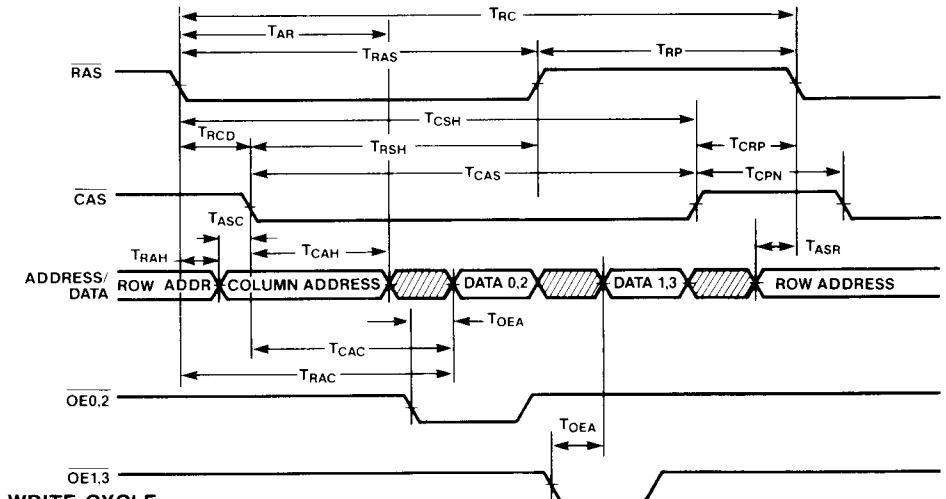 TRC
TAR
TRAS
TRP
RAS
TCSH
TRCD
TRSH
TCRP
TCAS
TCPN
CAS
TASC
TRAH
TCAH
TASR
ADDRESS/
DATA
ROW ADDR
COLUMN ADDRESS
DATA 0,2
DATA 1,3
ROW ADDRESS
TOEA
TCAC
TRAC
OE0,2
TOEA
OE1,3
WRITE CYCLE